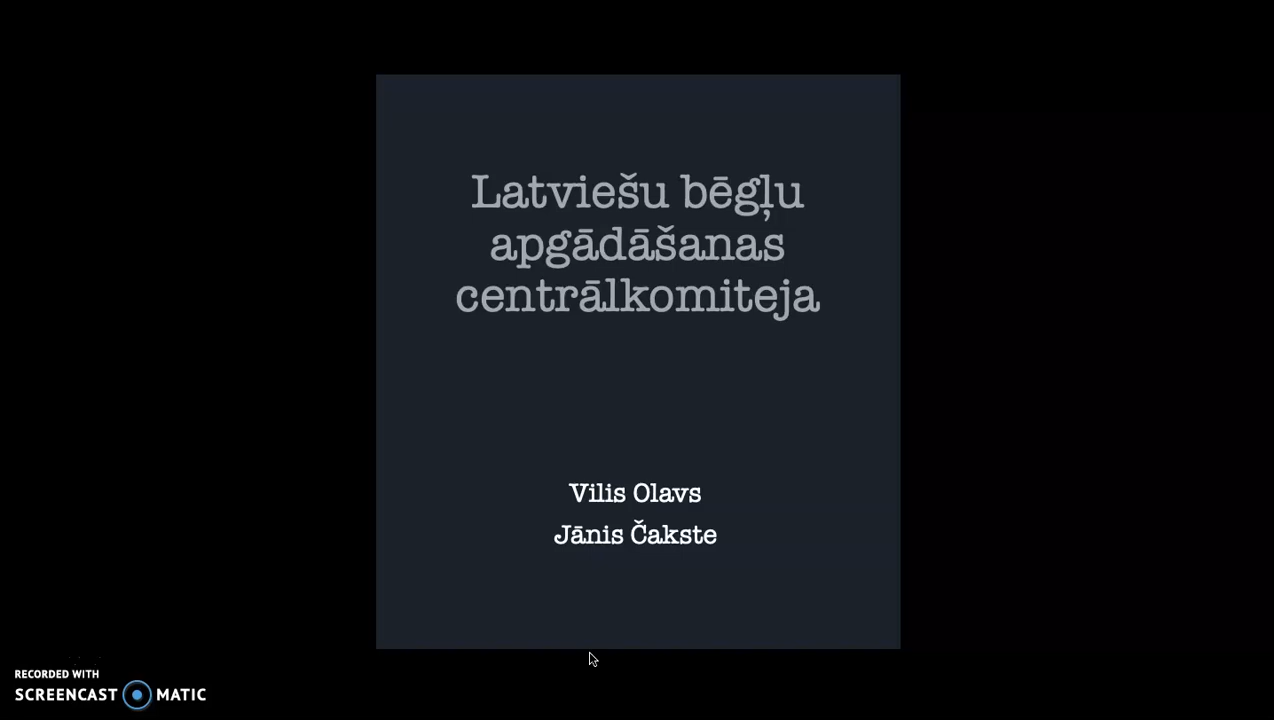 Latviešu bēgļu
apgādāšanas
centrālkomiteja
Vilis Olavs
Jānis Čakste
RECORDED WITH
SCREENCAST MATIC